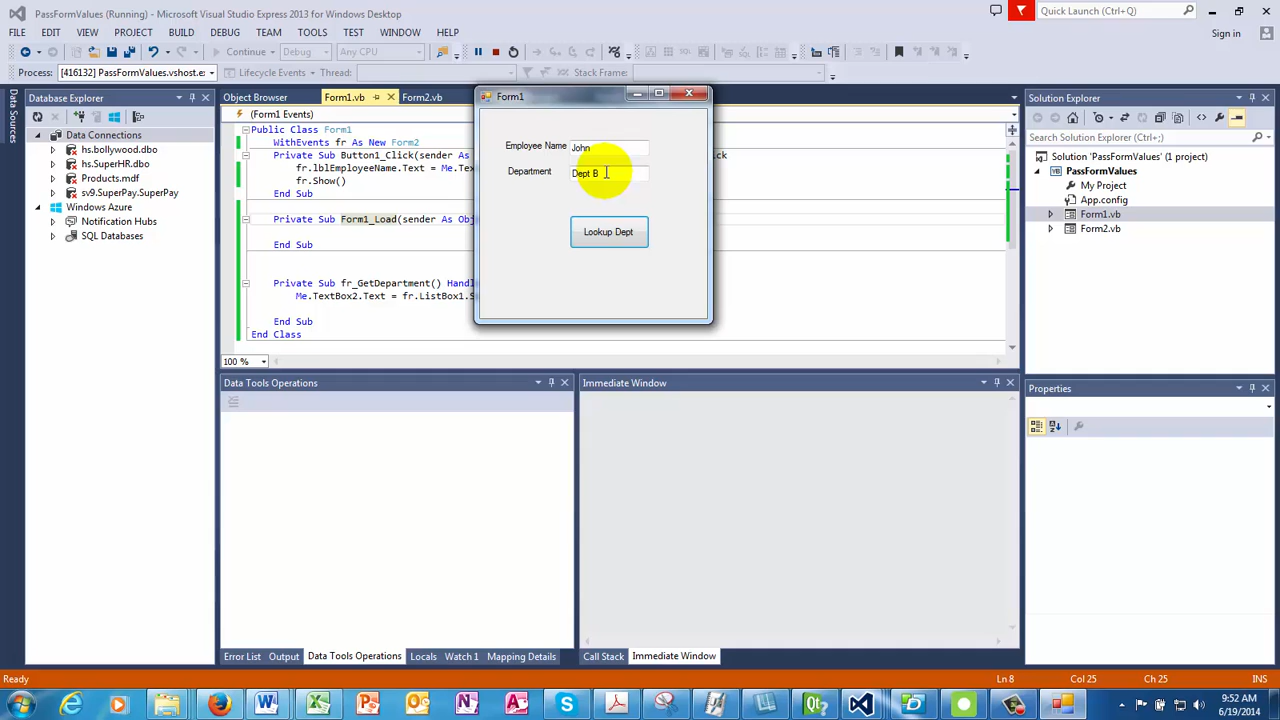 PassFormValues (Running) - Microsoft Visual Studio Express 2013 for Windows Desktop
Quick Launch (Ctrl+Q)
FILE EDIT VIEW PROJECT BUILD DEBUG TEAM TOOLS TEST WINDOW HELP
Sign in
Continue Debug Any CPU
Process: [416132] PassFormValues.vshost.ex Lifecycle Events Thread: Stack Frame:
Data Sources
Database Explorer
Data Connections
hs.bollywood.dbo
hs.SuperHR.dbo
Products.mdf
sv9.SuperPay.SuperPay
Windows Azure
Notification Hubs
SQL Databases
Object Browser Form1.vb Form2.vb
(Form1 Events)
Public Class Form1
WithEvents fr As New Form2
Private Sub Button1_Click(sender As
fr.lblEmployeeName.Text = Me.Tex
fr.Show()
End Sub
Private Sub Form1_Load(sender As Obj
End Sub
Private Sub fr_GetDepartment() Handl
Me.TextBox2.Text = fr.ListBox1.S
End Sub
End Class
100 %
Form1
Employee Name John
Department Dept B
Lookup Dept
Solution Explorer
Search Solution Explorer (Ctrl+;)
Solution 'PassFormValues' (1 project)
PassFormValues
My Project
App.config
Form1.vb
Form2.vb
Properties
Data Tools Operations
Immediate Window
Error List Output Data Tools Operations Locals Watch 1 Mapping Details
Call Stack Immediate Window
Ready
Ln 8 Col 25 Ch 25 INS
9:52 AM
6/19/2014